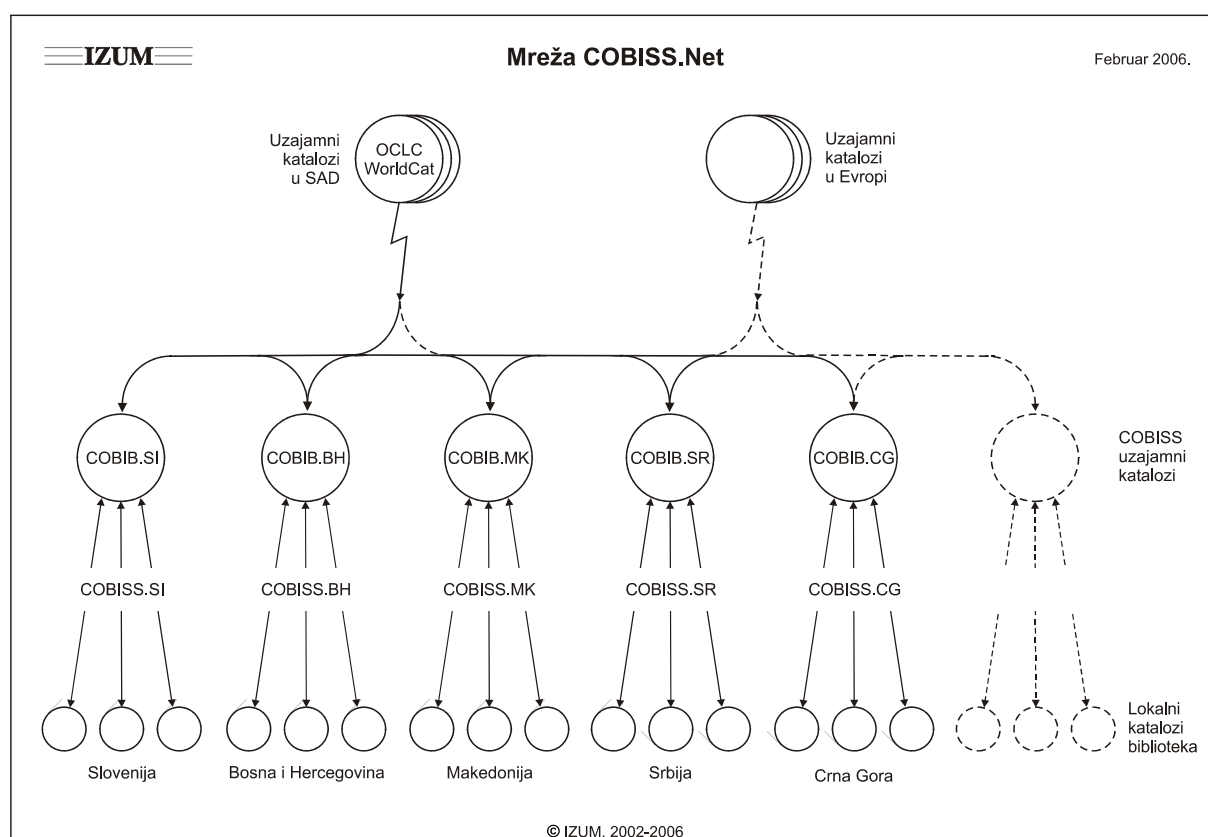 IZUM
Mreža COBISS.Net
Februar 2006.
Uzajamni
katalozi
u SAD
OCLC
WorldCat
Uzajamni
katalozi
u Evropi
COBIB.SI
COBIB.BH
COBIB.MK
COBIB.SR
COBIB.CG
COBISS
uzajamni
katalozi
COBISS.SI
COBISS.BH
COBISS.MK
COBISS.SR
COBISS.CG
Lokalni
katalozi
biblioteka
Slovenija
Bosna i Hercegovina
Makedonija
Srbija
Crna Gora
© IZUM, 2002-2006